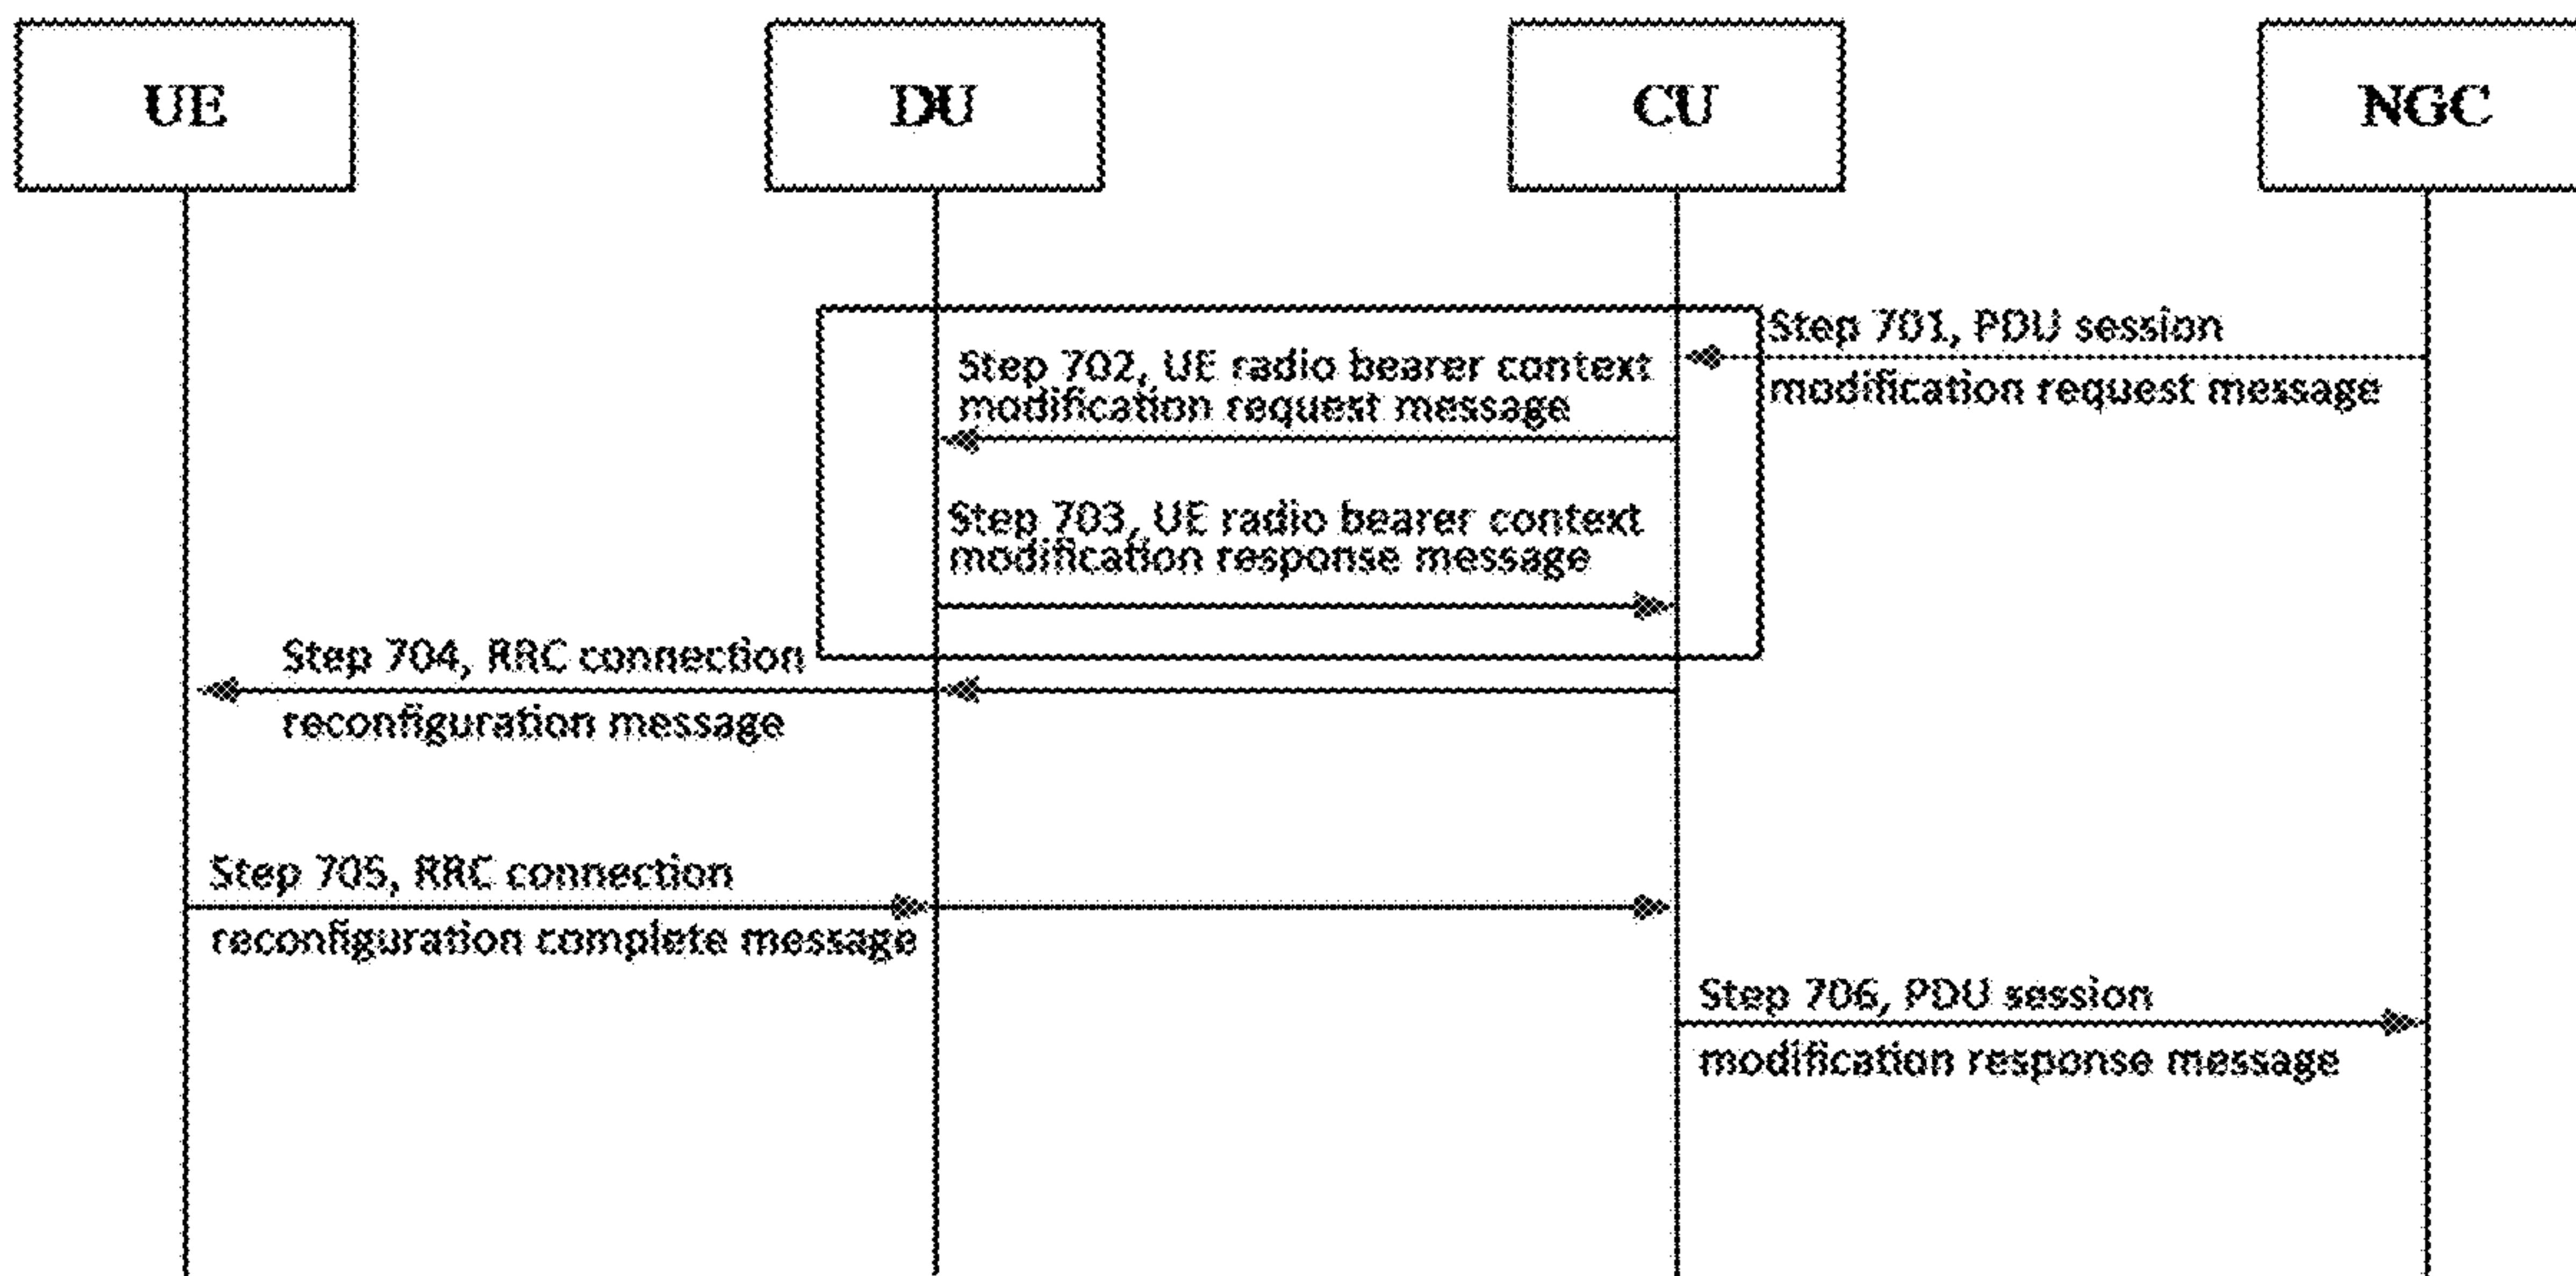 UE
DU
CU
NGC
Step 701, PDU session
modification request message
Step 702, UE radio bearer context
modification request message
Step 703, UE radio bearer context
modification response message
Step 704, RRC connection
reconfiguration message
Step 705, RRC connection
reconfiguration complete message
Step 706, PDU session
modification response message